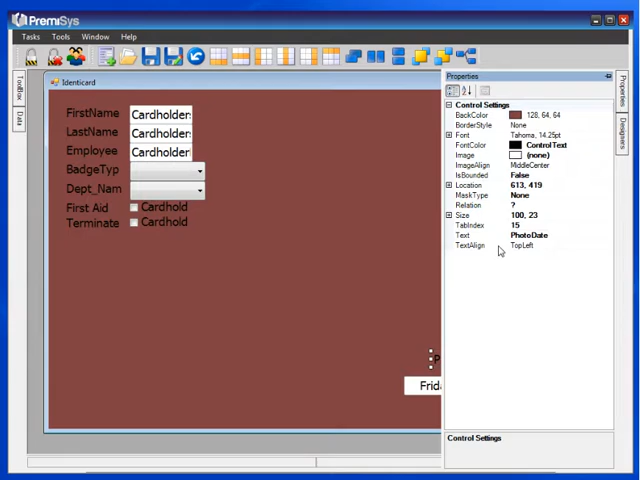 PremiSys
Tasks Tools Window Help
ToolBox
Data
Identicard
FirstName Cardholder
LastName Cardholder
Employee Cardholder
BadgeTyp
Dept_Nam
First Aid Cardhold
Terminate Cardhold
P
Frida
Properties
Control Settings
BackColor 128, 64, 64
BorderStyle None
Font Tahoma, 14.25pt
FontColor ControlText
Image (none)
ImageAlign MiddleCenter
IsBounded False
Location 613, 419
MaskType None
Relation ?
Size 100, 23
TabIndex 15
Text PhotoDate
TextAlign TopLeft
Control Settings
Properties
Designers